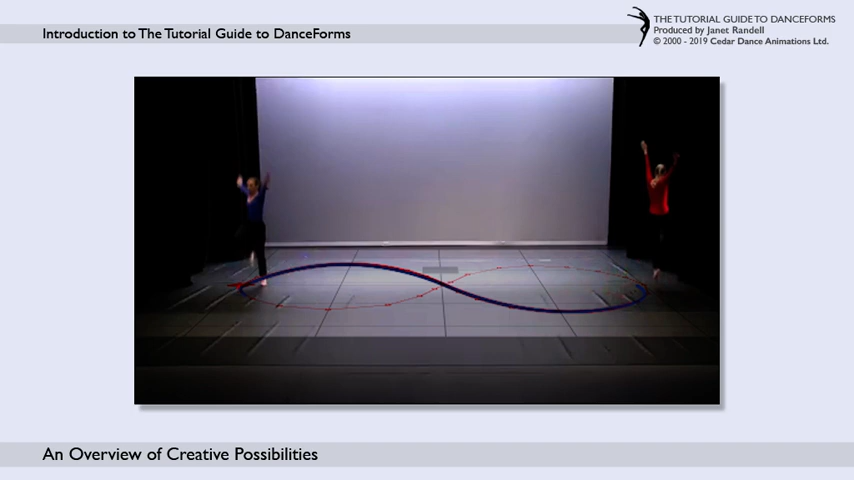 Introduction to The Tutorial Guide to DanceForms
THE TUTORIAL GUIDE TO DANCEFORMS
Produced by Janet Randell
© 2000 - 2019 Cedar Dance Animations Ltd.
An Overview of Creative Possibilities